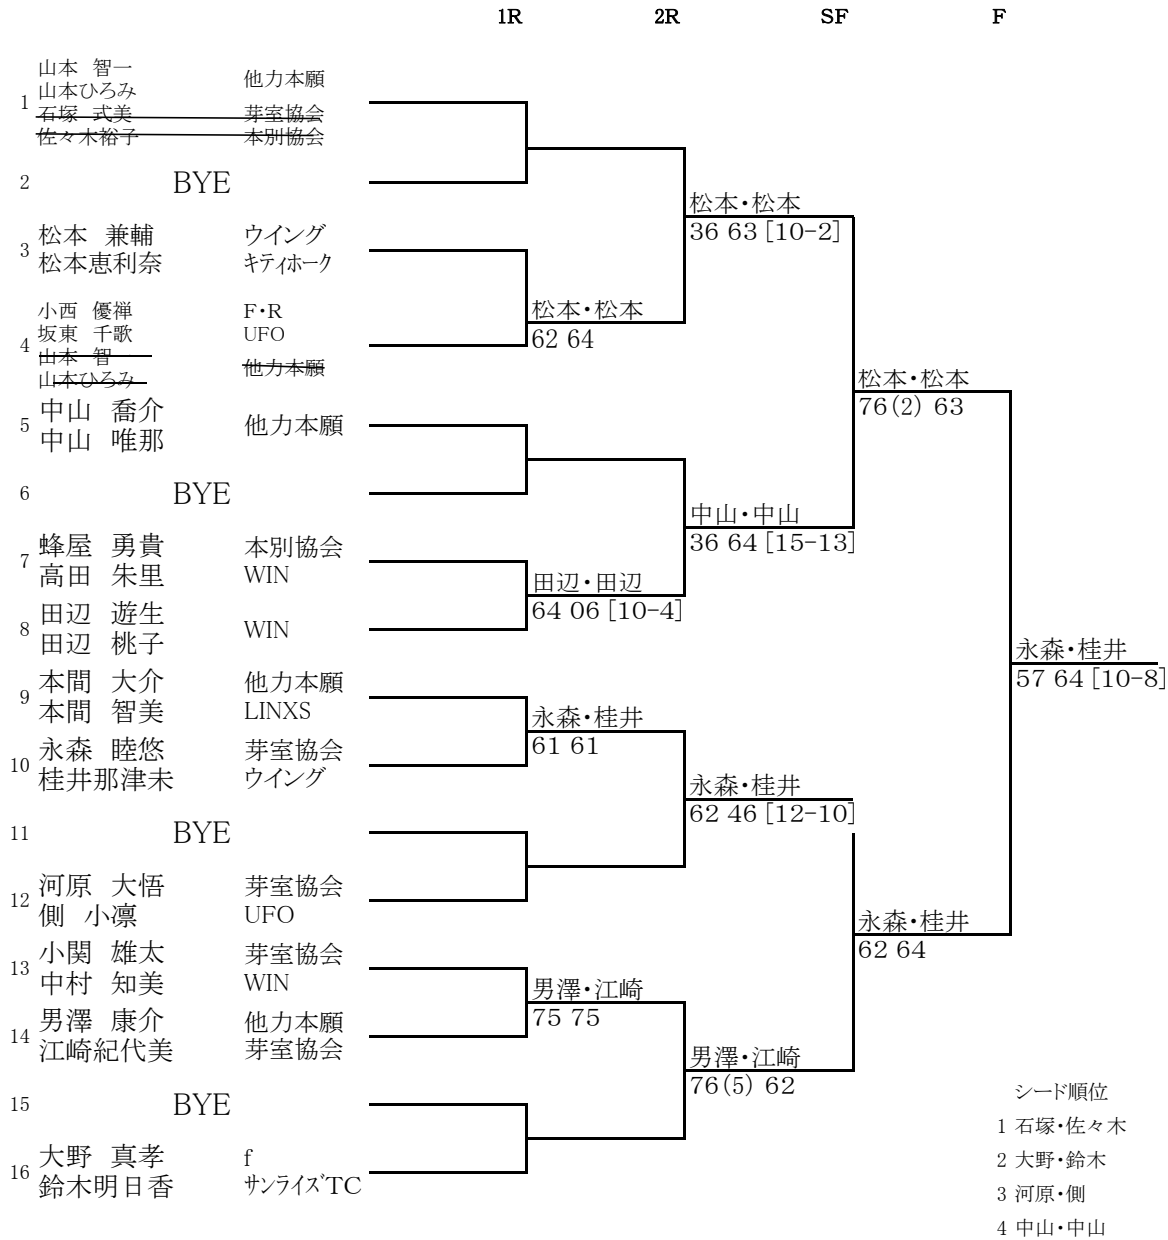 1R 2R SF F
山本 智一
山本ひろみ 他力本願
1
石塚 式美 芽室協会
佐々木裕子 本別協会
2 BYE
松本・松本
36 63 [10-2]
3
松本 兼輔 ウイング
松本恵利奈 キティホーク
小西 優禅 F・R
坂東 千歌 UFO
4
山本 智一
山本ひろみ 他力本願
松本・松本
62 64
松本・松本
76(2) 63
5
中山 喬介
中山 唯那 他力本願
6 BYE
中山・中山
36 64 [15-13]
7
蜂屋 勇貴 本別協会
高田 朱里 WIN
田辺・田辺
64 06 [10-4]
8
田辺 遊生
田辺 桃子 WIN
永森・桂井
57 64 [10-8]
9
本間 大介 他力本願
本間 智美 LINXS
永森・桂井
61 61
10
永森 睦悠 芽室協会
桂井那津未 ウイング
永森・桂井
62 46 [12-10]
11 BYE
12
河原 大悟 芽室協会
側 小凛 UFO
永森・桂井
62 64
13
小関 雄太 芽室協会
中村 知美 WIN
男澤・江崎
75 75
14
男澤 康介 他力本願
江崎紀代美 芽室協会
男澤・江崎
76(5) 62
15 BYE
16
大野 真孝 f
鈴木明日香 サンライズTC
シード順位
1 石塚・佐々木
2 大野・鈴木
3 河原・側
4 中山・中山